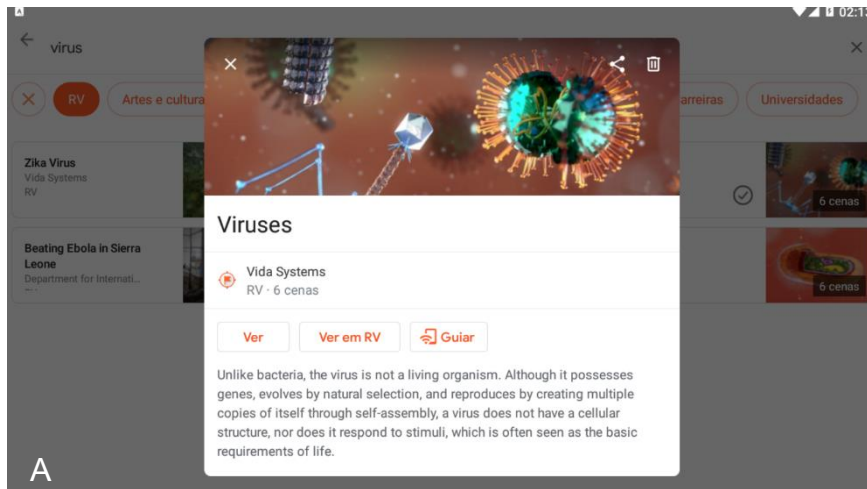 A
02:1
virus
RV
Artes e cultura
arreiras
Universidades
Zika Virus
Vida Systems
RV
6 cenas
Beating Ebola in Sierra
Leone
Department for Internati...
6 cenas
Viruses
Vida Systems
RV · 6 cenas
Ver
Ver em RV
Guiar
Unlike bacteria, the virus is not a living organism. Although it possesses
genes, evolves by natural selection, and reproduces by creating multiple
copies of itself through self-assembly, a virus does not have a cellular
structure, nor does it respond to stimuli, which is often seen as the basic
requirements of life.
A